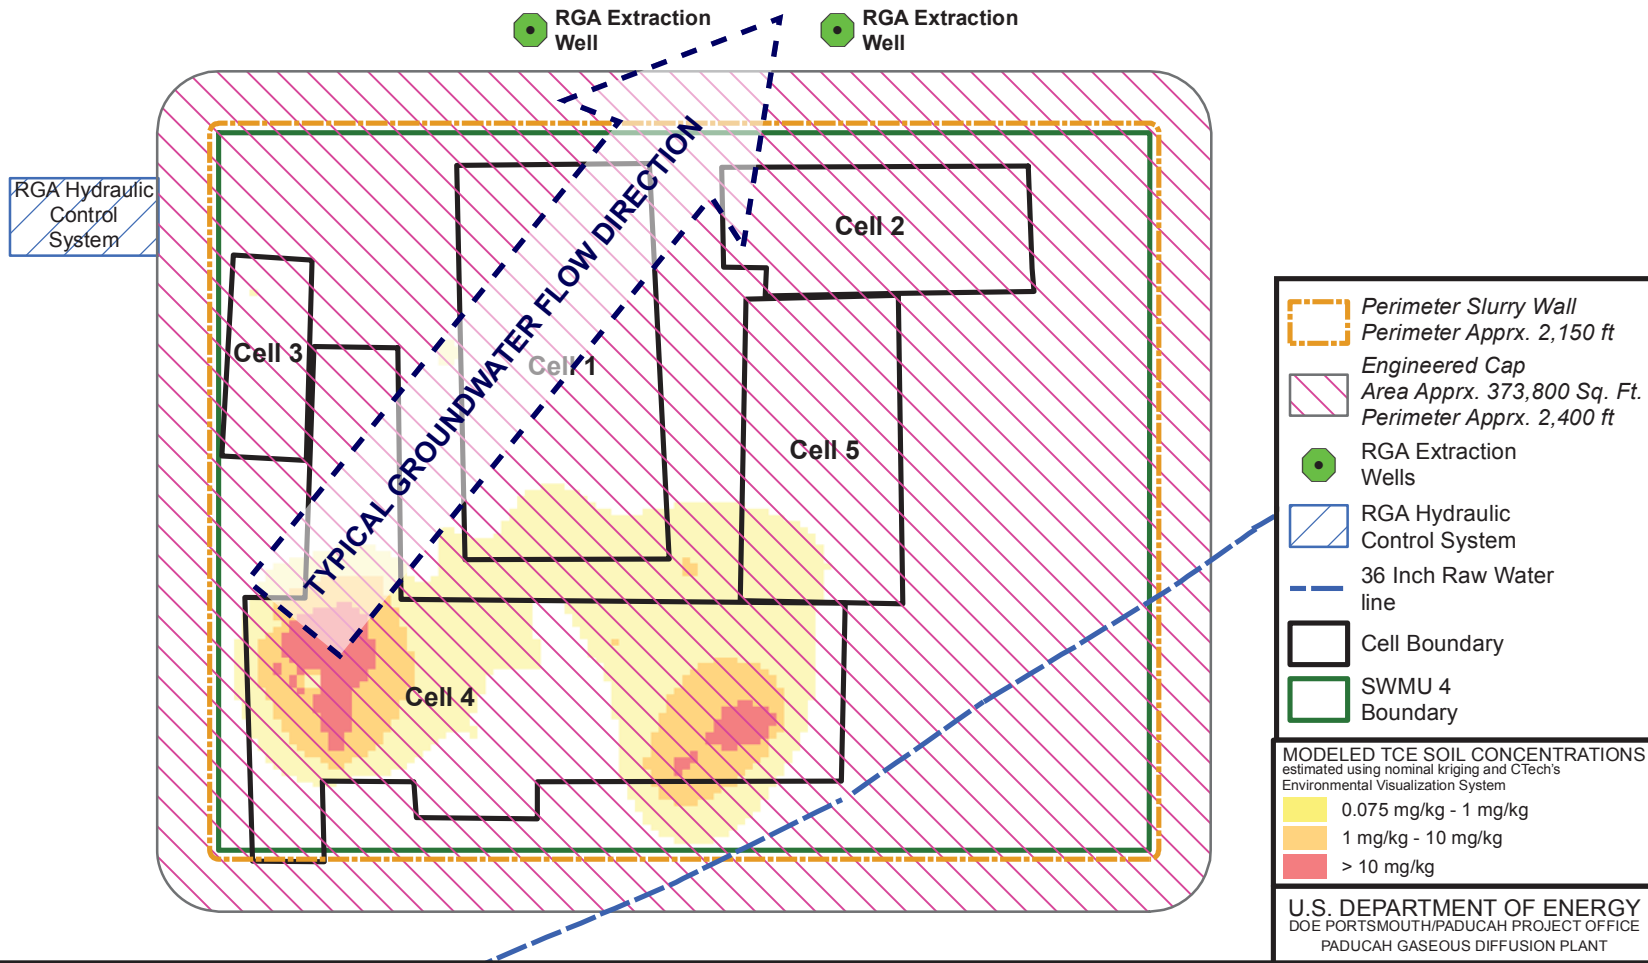 RGA Extraction
Well
RGA Extraction
Well
RGA Hydraulic
Control
System
TYPICAL GROUNDWATER FLOW DIRECTION
Cell 2
Cell 3
Cell 1
Cell 5
Cell 4
Perimeter Slurry Wall
Perimeter Apprx. 2,150 ft
Engineered Cap
Area Apprx. 373,800 Sq. Ft.
Perimeter Apprx. 2,400 ft
RGA Extraction
Wells
RGA Hydraulic
Control System
36 Inch Raw Water
line
Cell Boundary
SWMU 4
Boundary
MODELED TCE SOIL CONCENTRATIONS
estimated using nominal kriging and CTech's
Environmental Visualization System
0.075 mg/kg - 1 mg/kg
1 mg/kg - 10 mg/kg
> 10 mg/kg
U.S. DEPARTMENT OF ENERGY
DOE PORTSMOUTH/PADUCAH PROJECT OFFICE
PADUCAH GASEOUS DIFFUSION PLANT